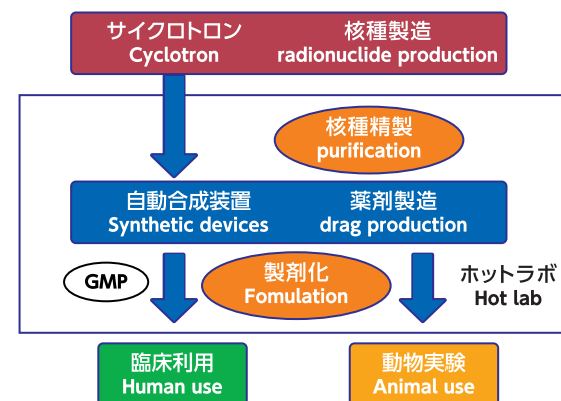 サイクロトロン 核種製造
Cyclotron radionuclide production
核種精製
purification
自動合成装置 薬剤製造
Synthetic devices drag production
GMP
製剤化
Fomulation
ホットラボ
Hot lab
臨床利用
Human use
動物実験
Animal use